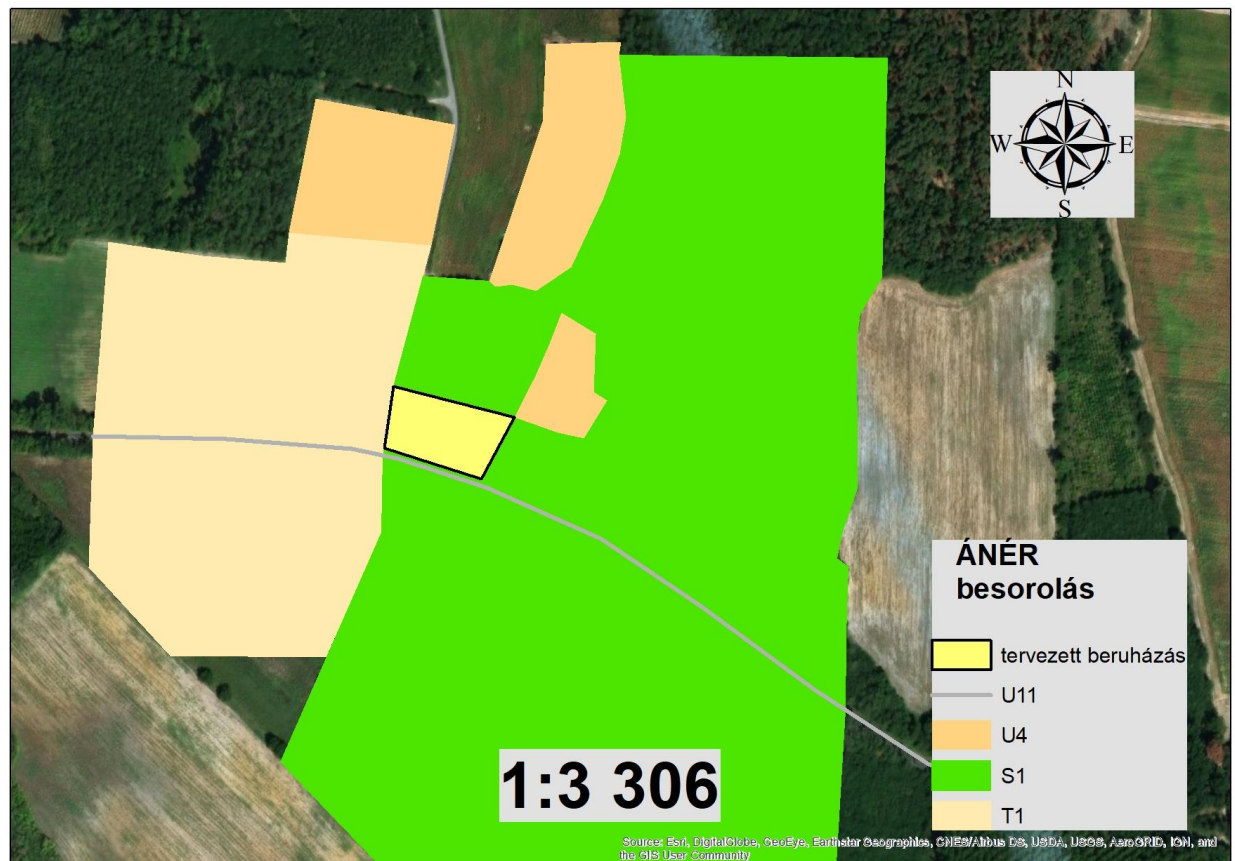 N
W E
S
ÁNÉR
besorolás
tervezett beruházás
U11
U4
S1
T1
1:3 306
Source: Esri, DigitalGlobe, GeoEye, Earthstar Geographics, CNES/Airbus DS, USDA, USGS, AeroGRID, IGN, and
the GIS User Community